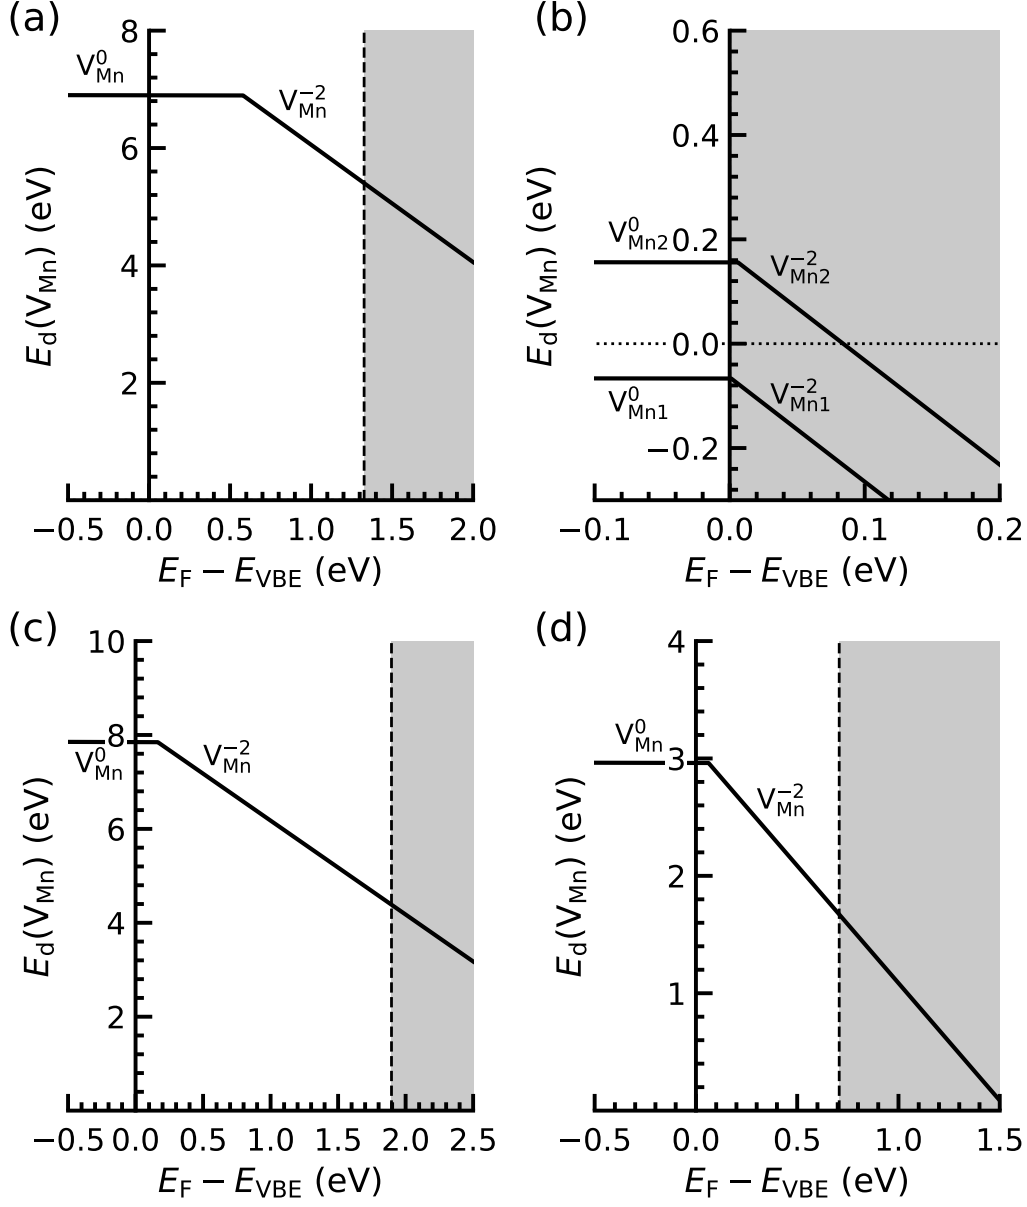 (a)
8
6
4
2
V⁰Mn
V⁻²Mn
Ed(VMn) (eV)
−0.5 0.0 0.5 1.0 1.5 2.0
EF − EVBE (eV)
(b)
0.6
0.4
0.2
0.0
−0.2
V⁰Mn2
V⁻²Mn2
V⁰Mn1
V⁻²Mn1
Ed(VMn) (eV)
−0.1 0.0 0.1 0.2
EF − EVBE (eV)
(c)
10
8
6
4
2
V⁰Mn
V⁻²Mn
Ed(VMn) (eV)
−0.5 0.0 0.5 1.0 1.5 2.0 2.5
EF − EVBE (eV)
(d)
4
3
2
1
V⁰Mn
V⁻²Mn
Ed(VMn) (eV)
−0.5 0.0 0.5 1.0 1.5
EF − EVBE (eV)